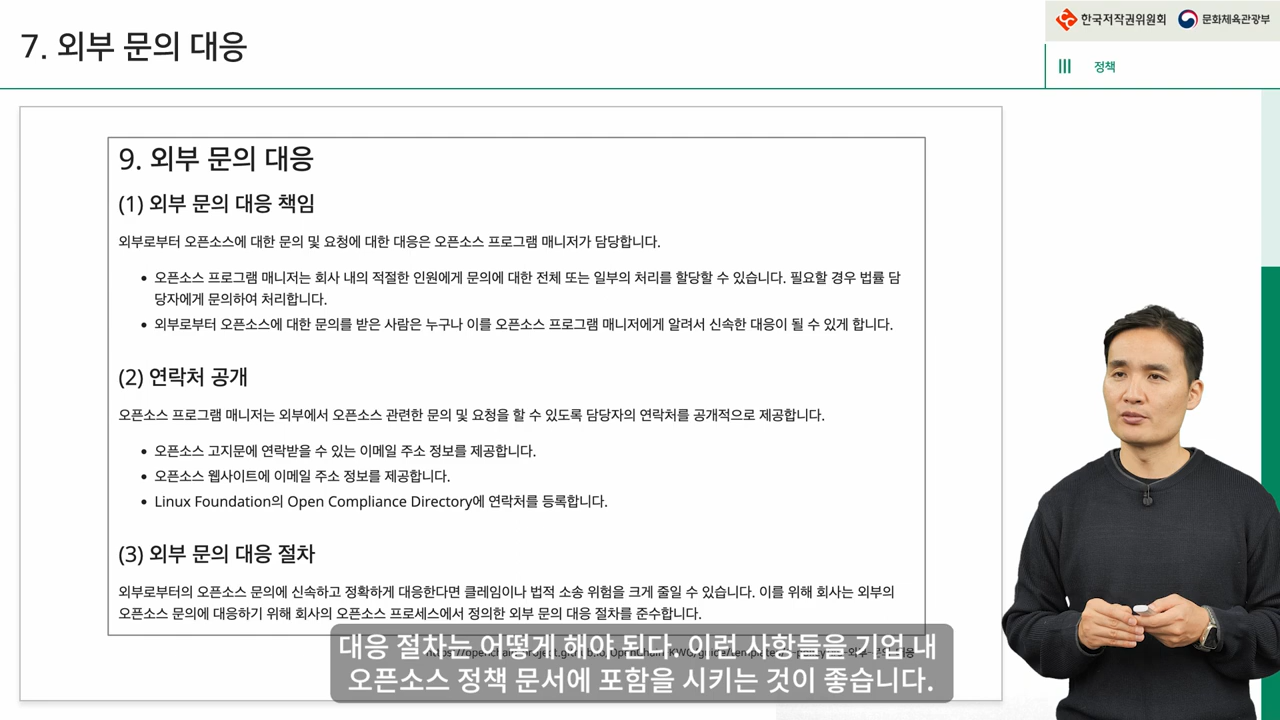 7. 외부 문의 대응
한국저작권위원회
문화체육관광부
정책
9. 외부 문의 대응
(1) 외부 문의 대응 책임
외부로부터 오픈소스에 대한 문의 및 요청에 대한 대응은 오픈소스 프로그램 매니저가 담당합니다.
• 오픈소스 프로그램 매니저는 회사 내의 적절한 인원에게 문의에 대한 전체 또는 일부의 처리를 할당할 수 있습니다. 필요할 경우 법률 담
당자에게 문의하여 처리합니다.
• 외부로부터 오픈소스에 대한 문의를 받은 사람은 누구나 이를 오픈소스 프로그램 매니저에게 알려서 신속한 대응이 될 수 있게 합니다.
(2) 연락처 공개
오픈소스 프로그램 매니저는 외부에서 오픈소스 관련한 문의 및 요청을 할 수 있도록 담당자의 연락처를 공개적으로 제공합니다.
• 오픈소스 고지문에 연락받을 수 있는 이메일 주소 정보를 제공합니다.
• 오픈소스 웹사이트에 이메일 주소 정보를 제공합니다.
• Linux Foundation의 Open Compliance Directory에 연락처를 등록합니다.
(3) 외부 문의 대응 절차
외부로부터의 오픈소스 문의에 신속하고 정확하게 대응한다면 클레임이나 법적 소송 위험을 크게 줄일 수 있습니다. 이를 위해 회사는 외부의
오픈소스 문의에 대응하기 위해 회사의 오픈소스 프로세스에서 정의한 외부 문의 대응 절차를 준수합니다.
대응 절차는 어떻게 해야 된다. 이런 사항들을 기업 내
오픈소스 정책 문서에 포함을 시키는 것이 좋습니다.